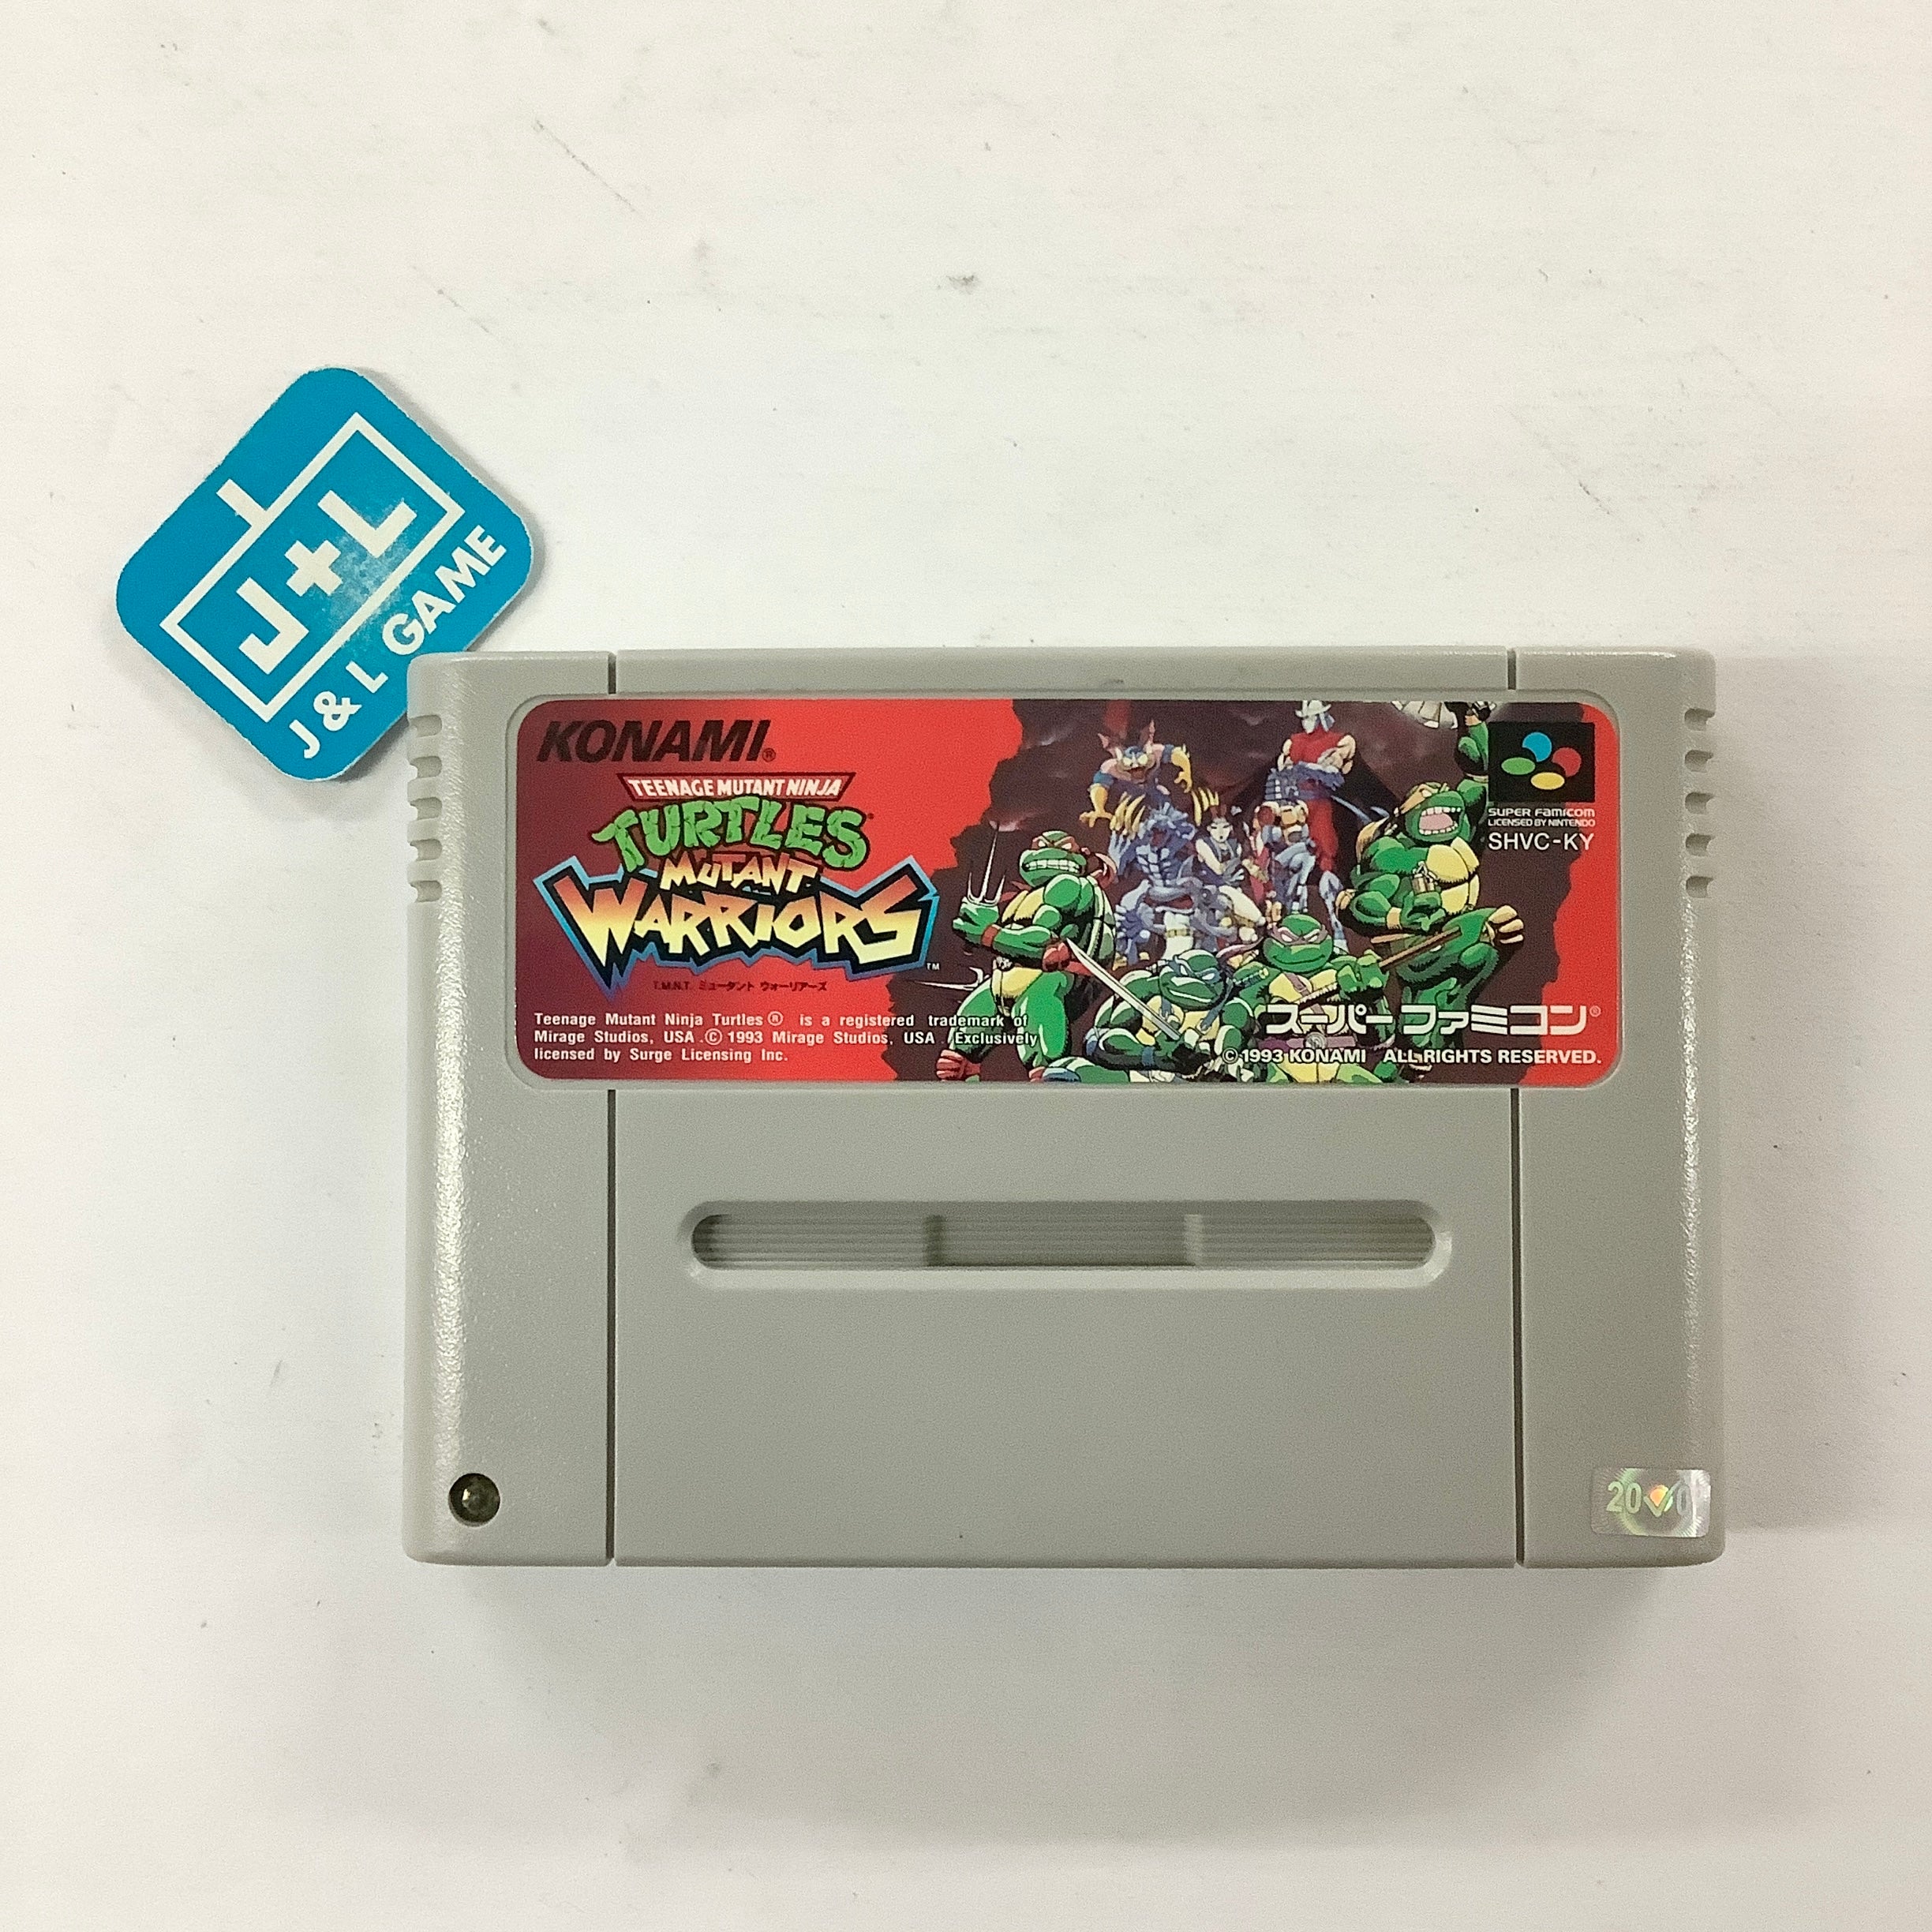 J+L
J & L GAME
KONAMI®
TEENAGE MUTANT NINJA
TURTLES
MUTANT
WARRIORS™
T.M.N.T. ミュータント ウォーリアーズ
Teenage Mutant Ninja Turtles® is a registered trademark of
Mirage Studios, USA.© 1993 Mirage Studios, USA. Exclusively
licensed by Surge Licensing Inc.
SUPER FAMICOM
LICENSED BY NINTENDO
SHVC-KY
スーパー ファミコン®
©1993 KONAMI ALL RIGHTS RESERVED.